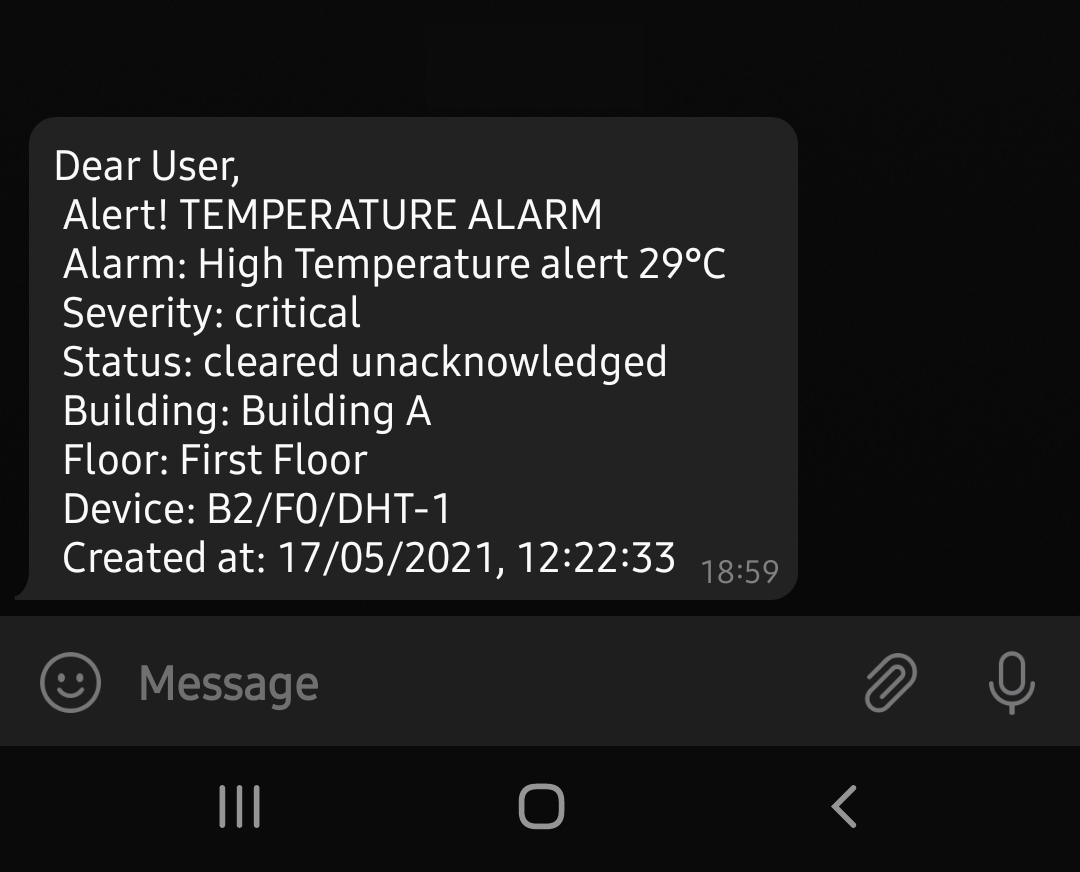 Dear User,
Alert! TEMPERATURE ALARM
Alarm: High Temperature alert 29°C
Severity: critical
Status: cleared unacknowledged
Building: Building A
Floor: First Floor
Device: B2/F0/DHT-1
Created at: 17/05/2021, 12:22:33 18:59
Message